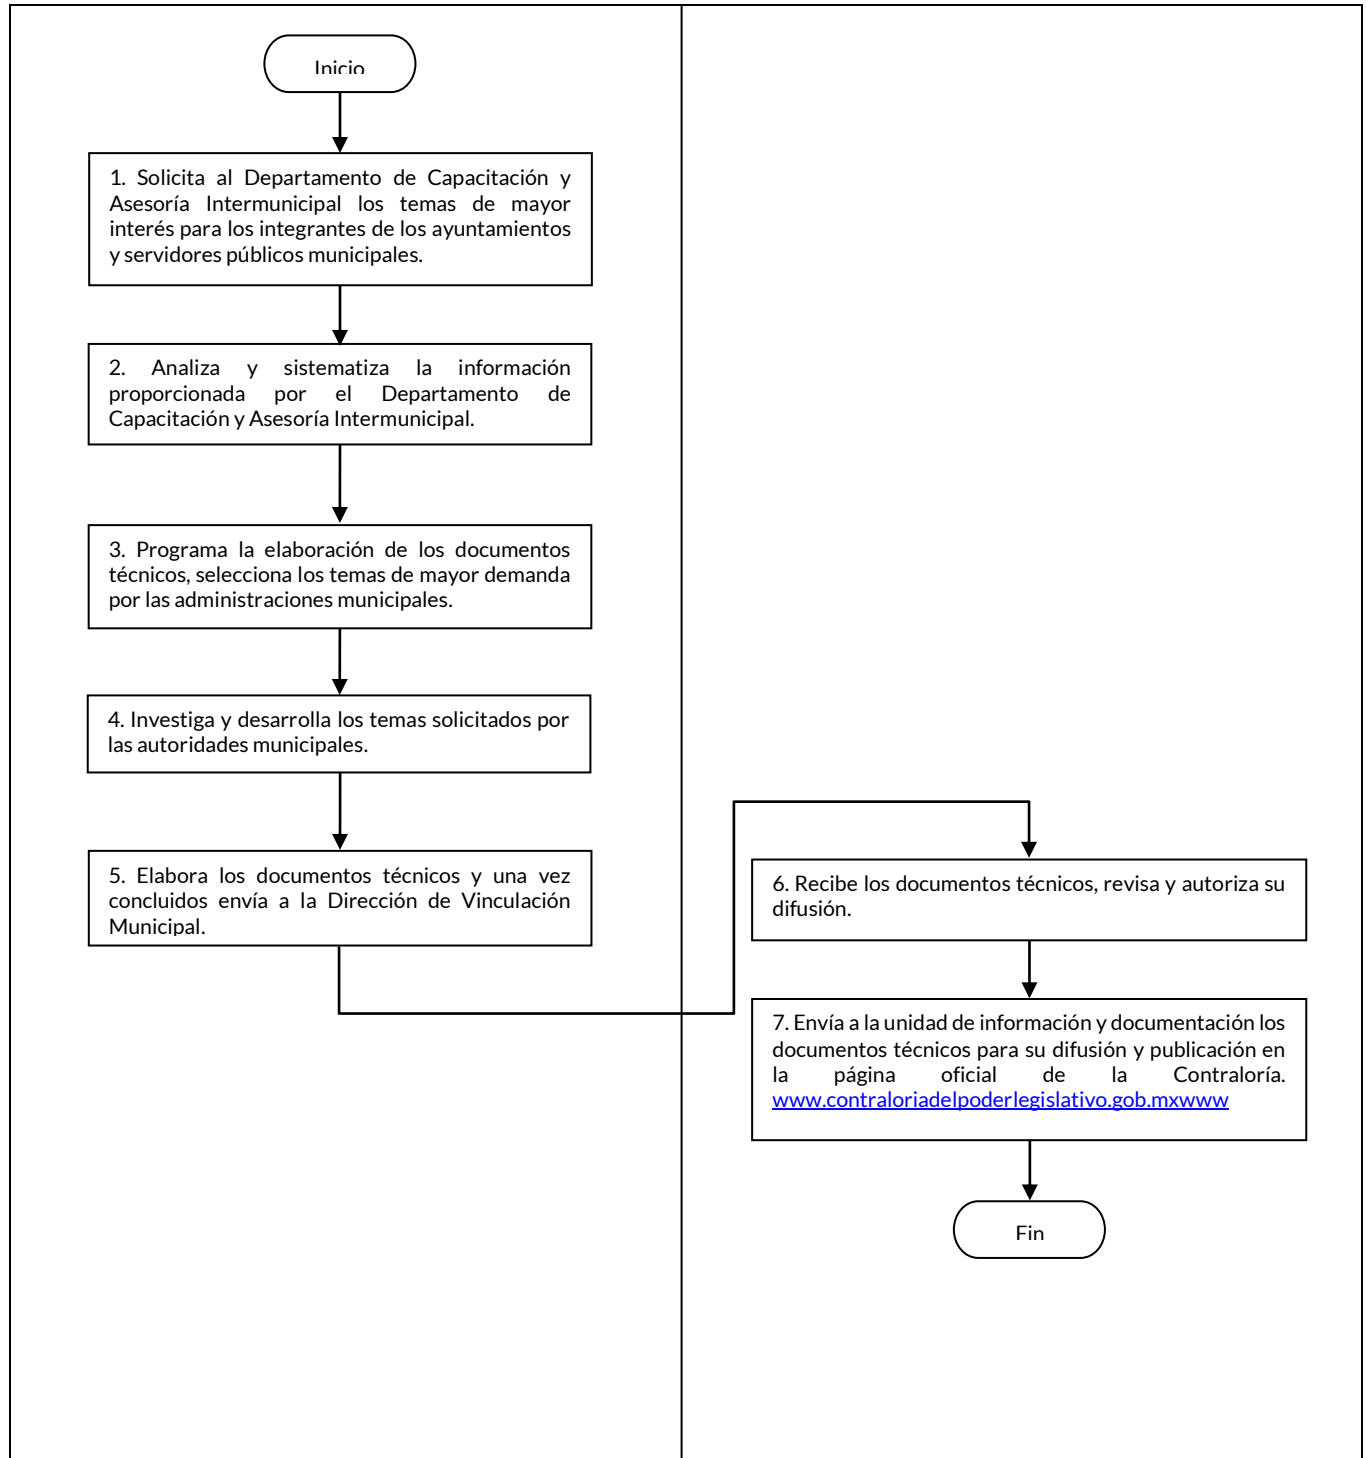 Inicio
1. Solicita al Departamento de Capacitación y
Asesoría Intermunicipal los temas de mayor
interés para los integrantes de los ayuntamientos
y servidores públicos municipales.
2. Analiza y sistematiza la información
proporcionada por el Departamento de
Capacitación y Asesoría Intermunicipal.
3. Programa la elaboración de los documentos
técnicos, selecciona los temas de mayor demanda
por las administraciones municipales.
4. Investiga y desarrolla los temas solicitados por
las autoridades municipales.
5. Elabora los documentos técnicos y una vez
concluidos envía a la Dirección de Vinculación
Municipal.
6. Recibe los documentos técnicos, revisa y autoriza su
difusión.
7. Envía a la unidad de información y documentación los
documentos técnicos para su difusión y publicación en
la página oficial de la Contraloría.
www.contraloriadelpoderlegislativo.gob.mxwww
Fin